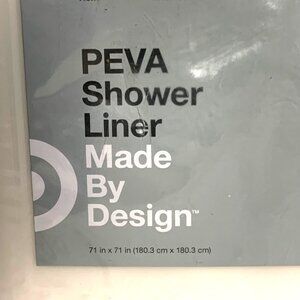 PEVA
Shower
Liner
Made
By
Design™
71 in x 71 in (180.3 cm x 180.3 cm)